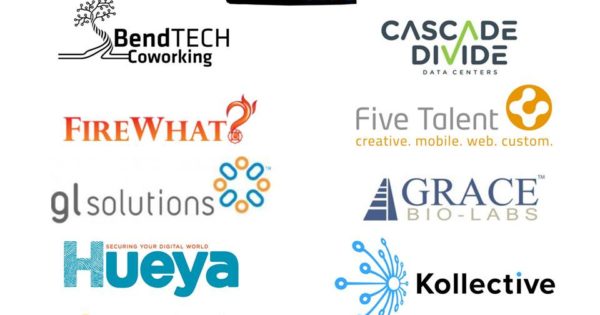 BendTECH
Coworking
CASCADE
DIVIDE
DATA CENTERS
FIREWHAT?
Five Talent
creative. mobile. web. custom.
gl solutions
GRACE™
BIO-LABS
SECURING YOUR DIGITAL WORLD
Hueya
Kollective